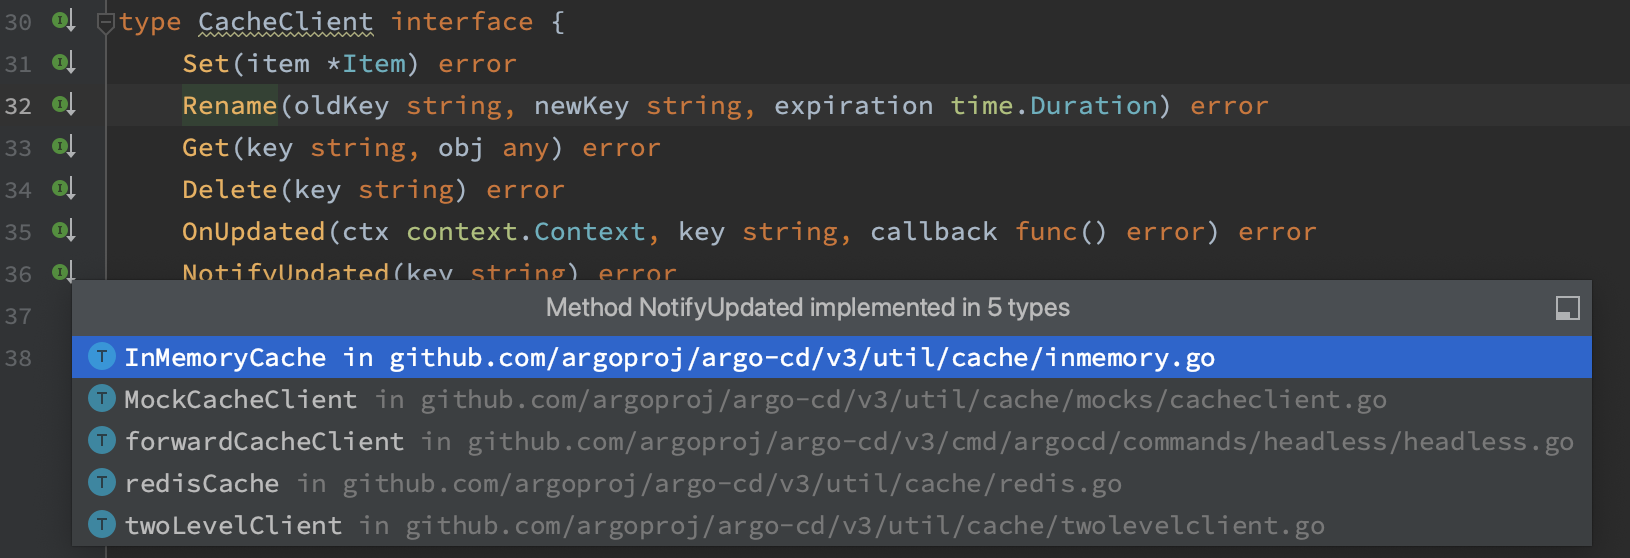 30 type CacheClient interface {
31 Set(item *Item) error
32 Rename(oldKey string, newKey string, expiration time.Duration) error
33 Get(key string, obj any) error
34 Delete(key string) error
35 OnUpdated(ctx context.Context, key string, callback func() error) error
36 NotifyUpdated(key string) error
37
38
Method NotifyUpdated implemented in 5 types
T InMemoryCache in github.com/argoproj/argo-cd/v3/util/cache/inmemory.go
T MockCacheClient in github.com/argoproj/argo-cd/v3/util/cache/mocks/cacheclient.go
T forwardCacheClient in github.com/argoproj/argo-cd/v3/cmd/argocd/commands/headless/headless.go
T redisCache in github.com/argoproj/argo-cd/v3/util/cache/redis.go
T twoLevelClient in github.com/argoproj/argo-cd/v3/util/cache/twolevelclient.go